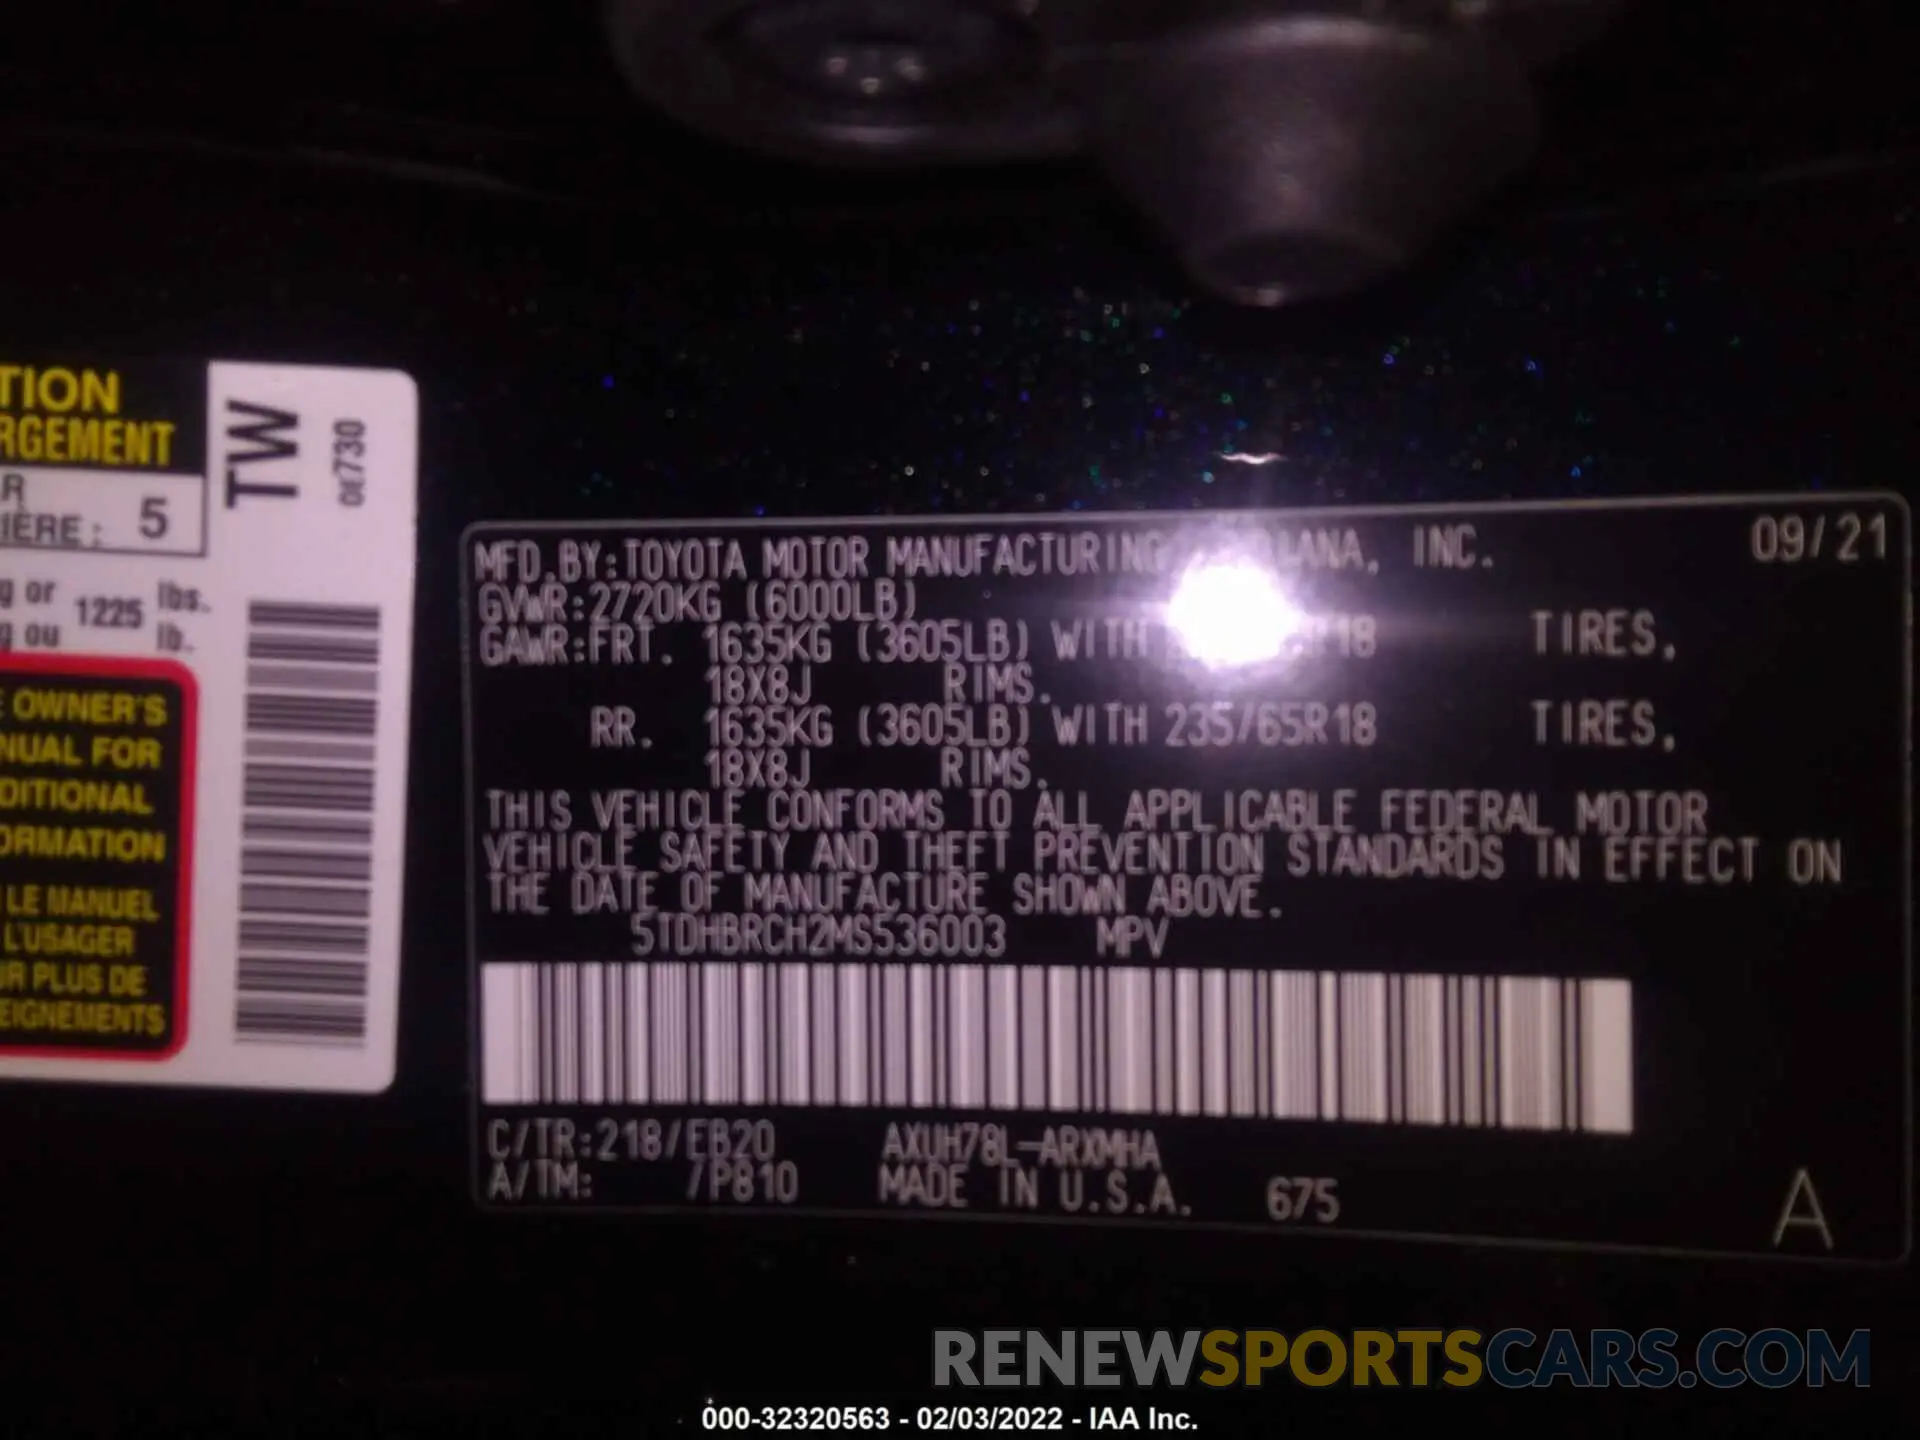 TION
RGEMENT
R
IÈRE : 5
g or 1225 lbs.
g ou lb.
OWNER'S
NUAL FOR
DITIONAL
ORMATION
LE MANUEL
L'USAGER
R PLUS DE
EIGNEMENTS
TW
0E730
MFD.BY:TOYOTA MOTOR MANUFACTURING IANA, INC. 09/21
GVWR:2720KG (6000LB)
GAWR:FRT. 1635KG (3605LB) WITH R18 TIRES,
18X8J RIMS.
RR. 1635KG (3605LB) WITH 235/65R18 TIRES,
18X8J RIMS.
THIS VEHICLE CONFORMS TO ALL APPLICABLE FEDERAL MOTOR
VEHICLE SAFETY AND THEFT PREVENTION STANDARDS IN EFFECT ON
THE DATE OF MANUFACTURE SHOWN ABOVE.
5TDHBRCH2MS536003 MPV
C/TR:218/EB20 AXUH78L-ARXMHA
A/TM: /P810 MADE IN U.S.A. 675
A
RENEWSPORTSCARS.COM
000-32320563 - 02/03/2022 - IAA Inc.